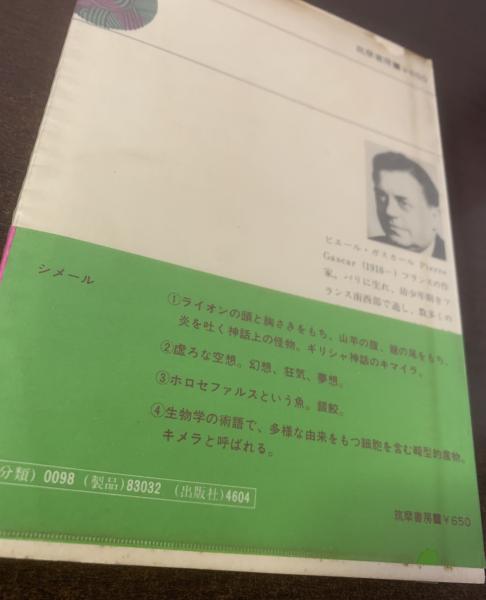 筑摩書房■￥650
ピエール・ガスカール Pierre
Gascar (1916-) フランスの作
家。パリに生れ、幼少年期をフ
ランス南西部で過し、数多くの
シメール
①ライオンの頭と胸さきをもち、山羊の腹、龍の尾をもち、
炎を吐く神話上の怪物。ギリシャ神話のキマイラ。
②虚ろな空想。幻想、狂気、夢想。
③ホロセファルスという魚。銀鮫。
④生物学の術語で、多様な由来をもつ細胞を含む畸型的産物。
キメラと呼ばれる。
分類) 0098 (製品) 83032 (出版社) 4604
筑摩書房■￥650